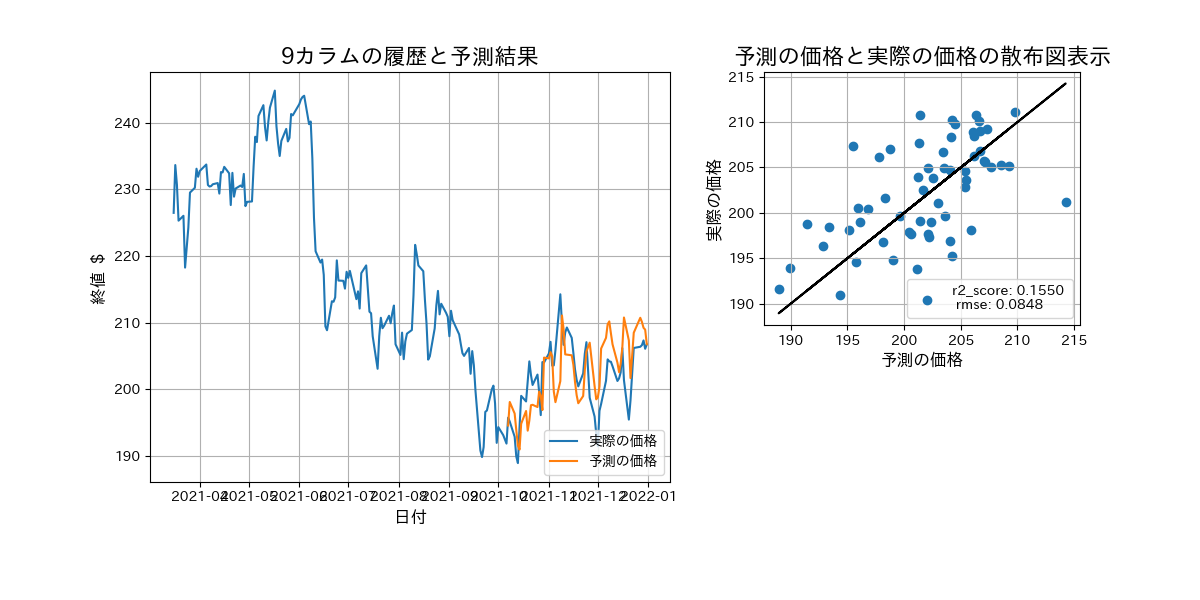 9カラムの履歴と予測結果
終値 $
240
230
220
210
200
190
2021-04 2021-05 2021-06 2021-07 2021-08 2021-09 2021-10 2021-11 2021-12 2022-01
日付
実際の価格
予測の価格
予測の価格と実際の価格の散布図表示
実際の価格
215
210
205
200
195
190
190 195 200 205 210 215
予測の価格
r2_score: 0.1550
rmse: 0.0848